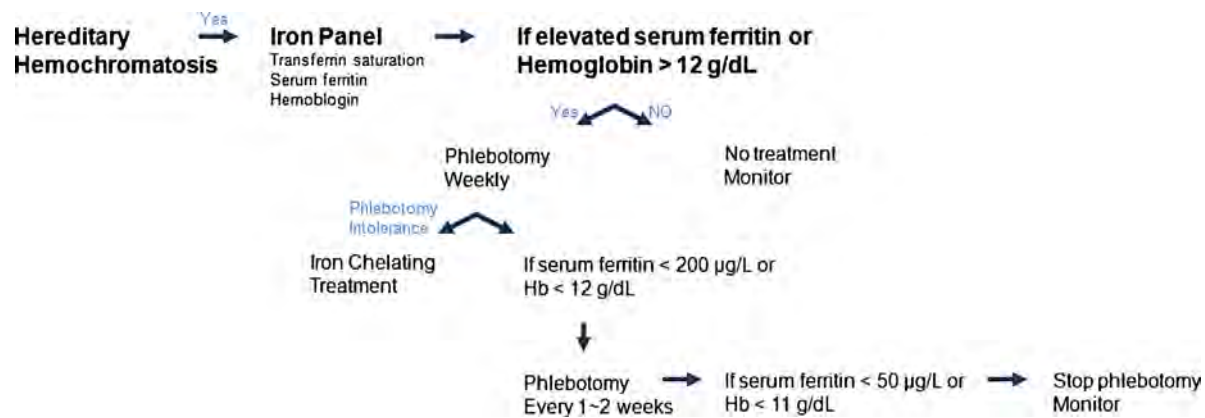 Yes
Hereditary
Hemochromatosis
Iron Panel
Transferrin saturation
Serum ferritin
Hemoblogin
If elevated serum ferritin or
Hemoglobin > 12 g/dL
Yes
NO
Phlebotomy
Weekly
No treatment
Monitor
Phlebotomy
Intolerance
Iron Chelating
Treatment
If serum ferritin < 200 µg/L or
Hb < 12 g/dL
Phlebotomy
Every 1~2 weeks
If serum ferritin < 50 µg/L or
Hb < 11 g/dL
Stop phlebotomy
Monitor